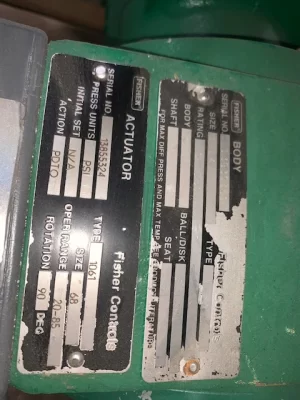 FISHER
ACTUATOR
Fisher Controls
SERIAL NO. 13855324 TYPE 1061
PRESS UNITS PSI SIZE 68
INITIAL SET N/A OPER RANGE 20-85
ACTION PDTO ROTATION 90 DEG
FISHER
BODY
Fisher Controls
SERIAL NO. TYPE
SIZE
RATING
BODY BALL/DISK
SHAFT SEAT
FOR MAX DIFF PRESS AND MAX TEMP